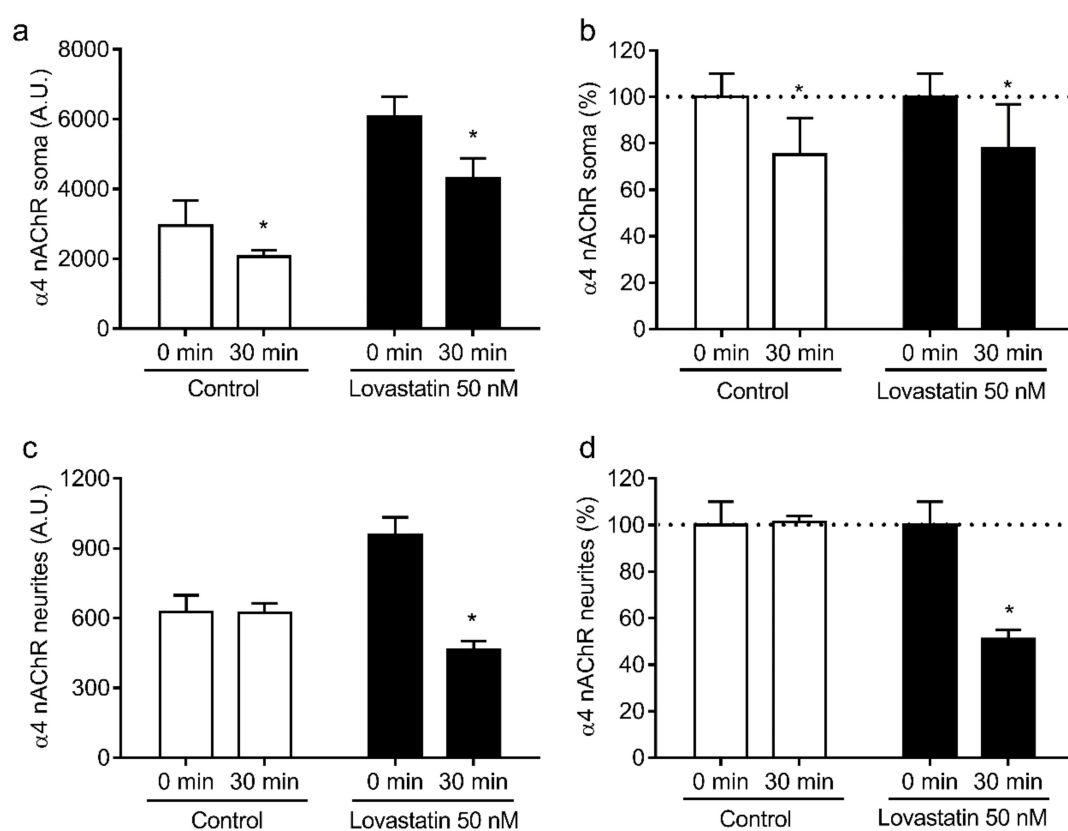 a
α4 nAChR soma (A.U.)
8000
6000
4000
2000
0
*
*
0 min 30 min 0 min 30 min
Control Lovastatin 50 nM
b
α4 nAChR soma (%)
120
100
80
60
40
20
0
*
*
0 min 30 min 0 min 30 min
Control Lovastatin 50 nM
c
α4 nAChR neurites (A.U.)
1200
900
600
300
0
*
0 min 30 min 0 min 30 min
Control Lovastatin 50 nM
d
α4 nAChR neurites (%)
120
100
80
60
40
20
0
*
0 min 30 min 0 min 30 min
Control Lovastatin 50 nM